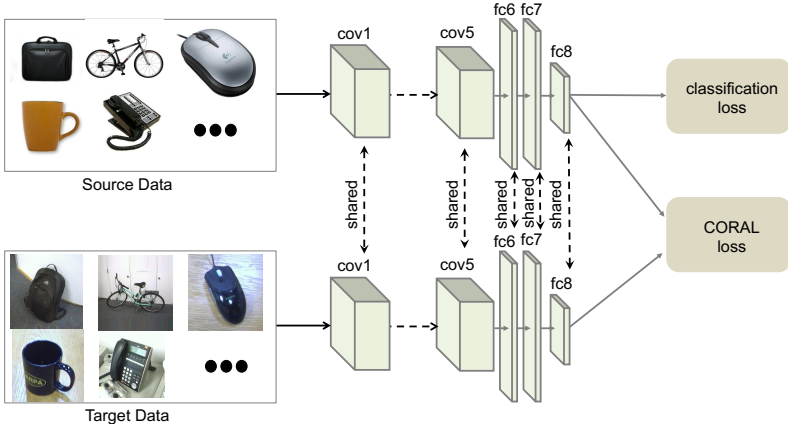 cov1
cov5
fc6
fc7
fc8
classification
loss
Source Data
shared
shared
shared
shared
shared
CORAL
loss
cov1
cov5
fc6
fc7
fc8
Target Data